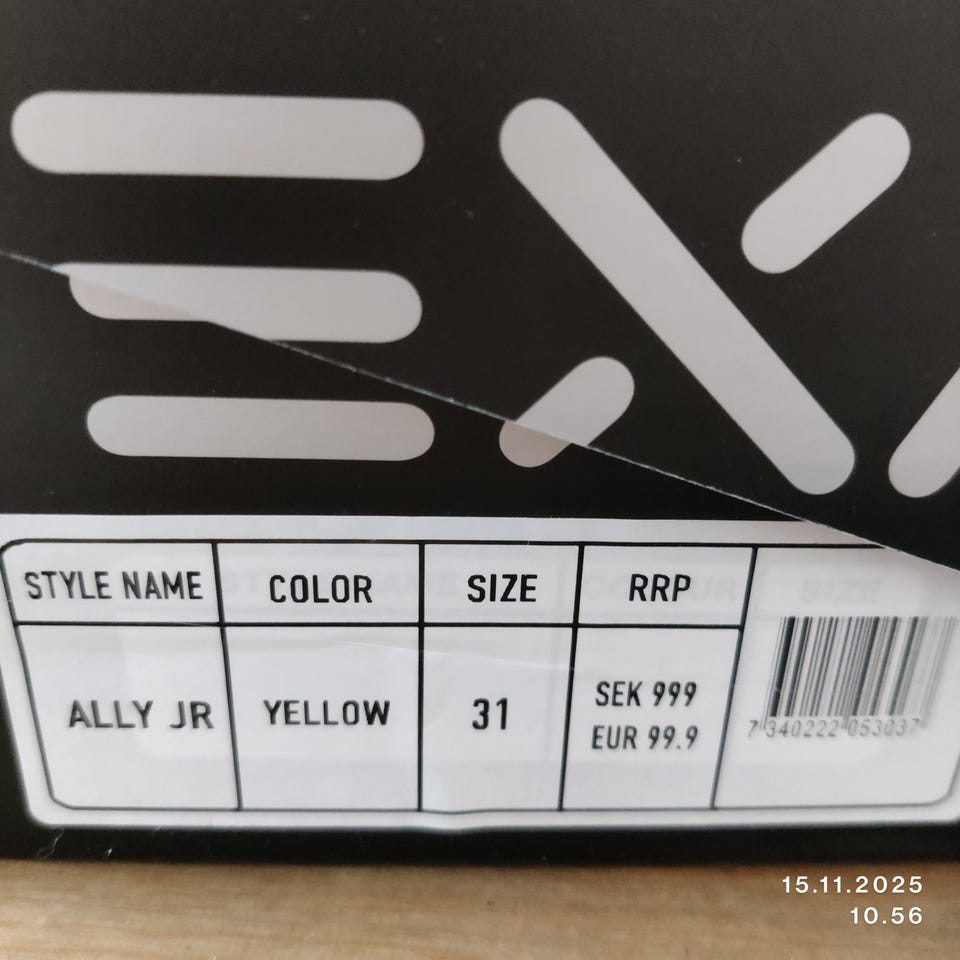 STYLE NAME COLOR SIZE RRP
ALLY JR YELLOW 31 SEK 999
EUR 99.9
7 340222 053037
15.11.2025
10.56